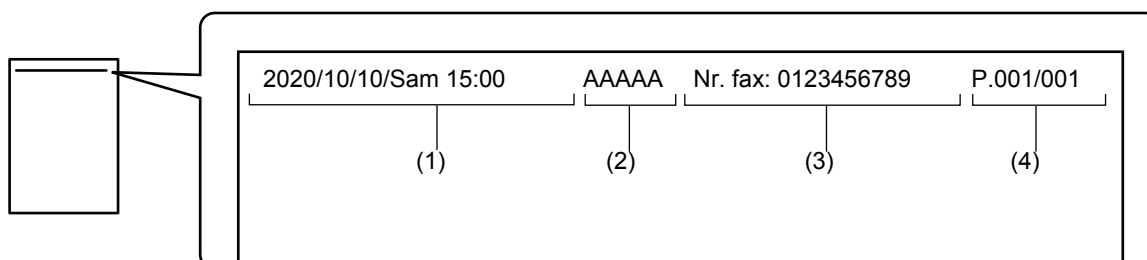 2020/10/10/Sam 15:00 AAAAA Nr. fax: 0123456789 P.001/001
(1) (2) (3) (4)